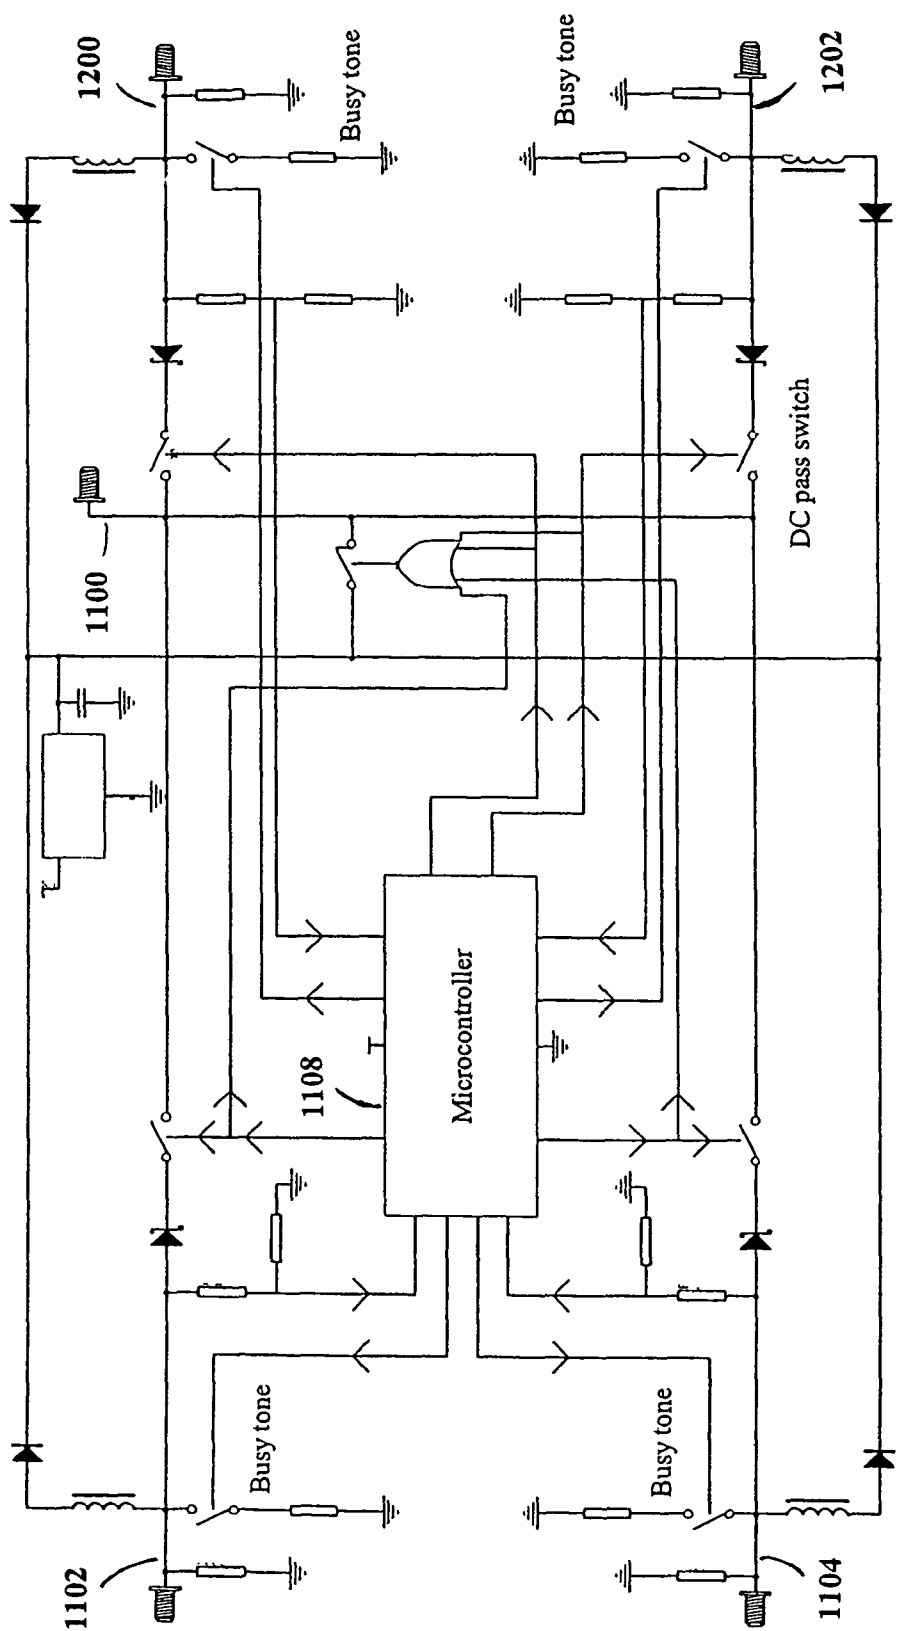 1200
Busy tone
Busy tone
1202
1100
DC pass switch
1108
Microcontroller
1102
Busy tone
Busy tone
1104